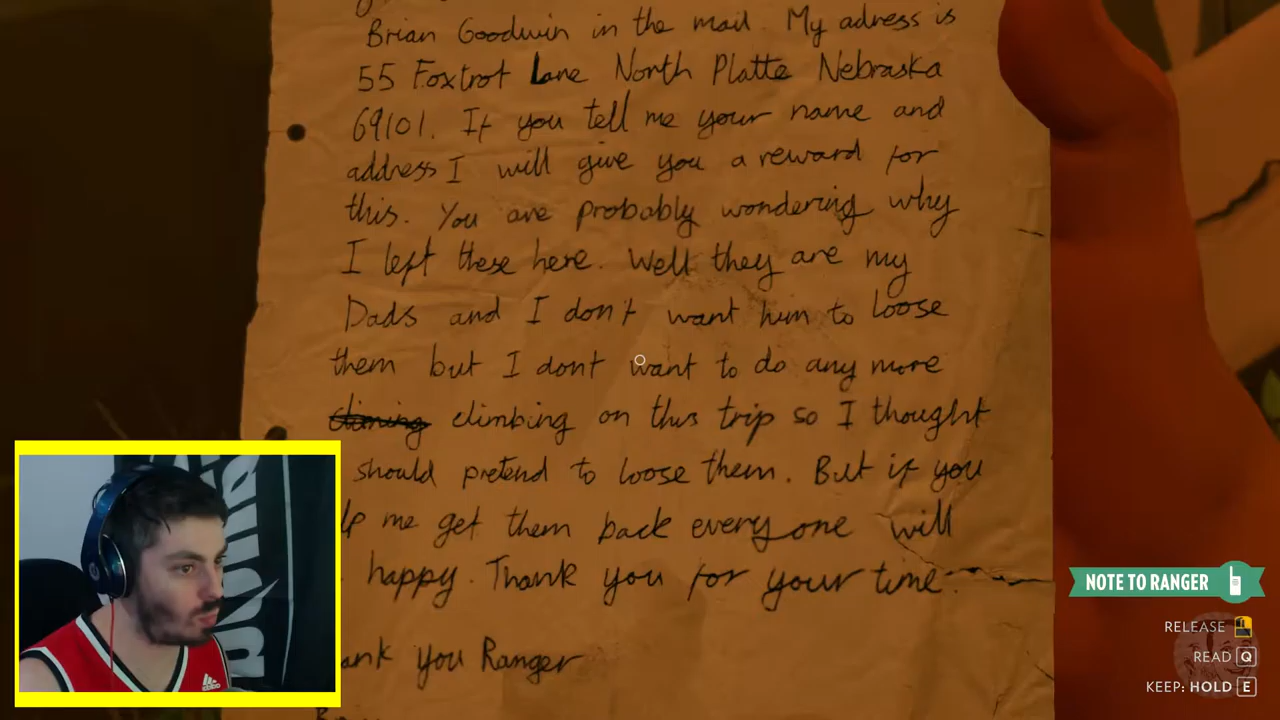 Brian Goodwin in the mail. My adress is
55 Foxtrot Lane North Platte Nebraska
69101. If you tell me your name and
address I will give you a reward for
this. You are probably wondering why
I left these here. Well they are my
Dads and I don't want him to loose
them but I dont want to do any more
climing climbing on this trip so I thought
should pretend to loose them. But if you
me get them back everyone will
happy. Thank you for your time.
you Ranger
NOTE TO RANGER
RELEASE
READ Q
KEEP: HOLD E